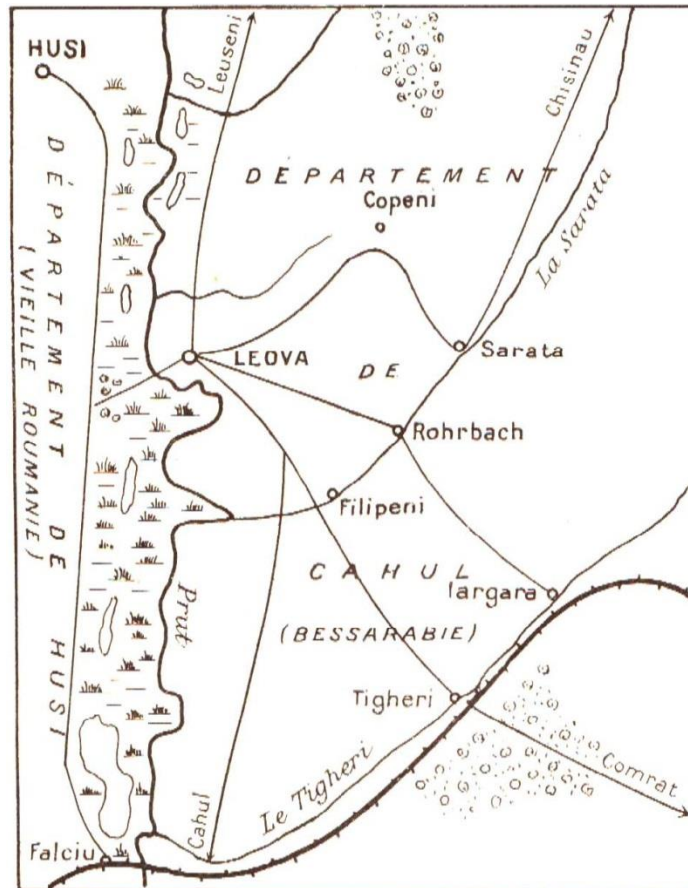 HUSI
Leuseni
Chisinau
DÉPARTEMENT
Copeni
La Sarata
DÉPARTEMENT DE HUSI
(VIEILLE ROUMANIE)
LEOVA
Sarata
DE
Rohrbach
Filipeni
CAHUL
Iargara
(BESSARABIE)
Prut
Tigheri
Le Tigheri
Comrat
Cahul
Falciu